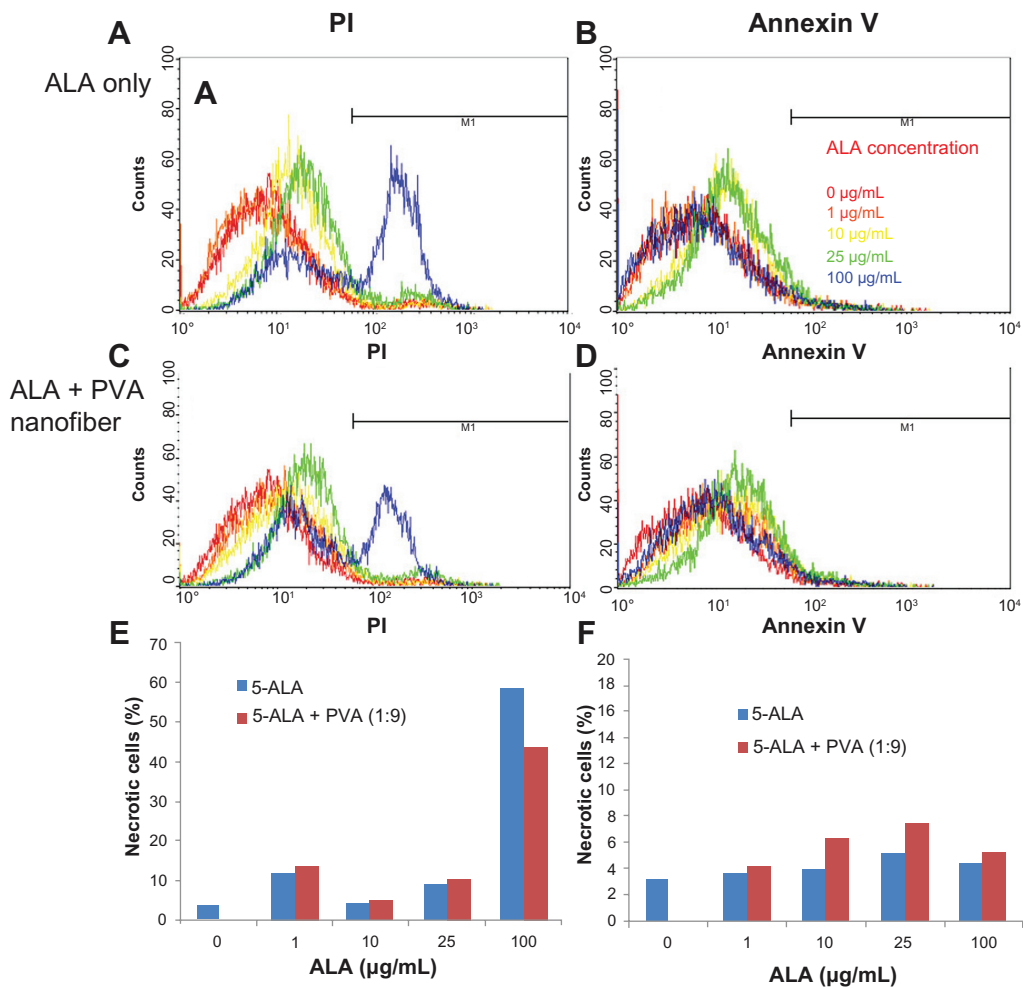 A
PI
B
Annexin V
ALA only
A
M1
100
80
60
40
20
0
Counts
10⁰ 10¹ 10² 10³ 10⁴
PI
M1
ALA concentration
0 µg/mL
1 µg/mL
10 µg/mL
25 µg/mL
100 µg/mL
100
80
60
40
20
0
Counts
10⁰ 10¹ 10² 10³ 10⁴
Annexin V
ALA + PVA
nanofiber
C
M1
100
80
60
40
20
0
Counts
10⁰ 10¹ 10² 10³ 10⁴
PI
D
M1
100
80
60
40
20
0
Counts
10⁰ 10¹ 10² 10³ 10⁴
Annexin V
E
70
60
50
40
30
20
10
0
Necrotic cells (%)
5-ALA
5-ALA + PVA (1:9)
0 1 10 25 100
ALA (µg/mL)
F
20
18
16
14
12
10
8
6
4
2
0
Necrotic cells (%)
5-ALA
5-ALA + PVA (1:9)
0 1 10 25 100
ALA (µg/mL)